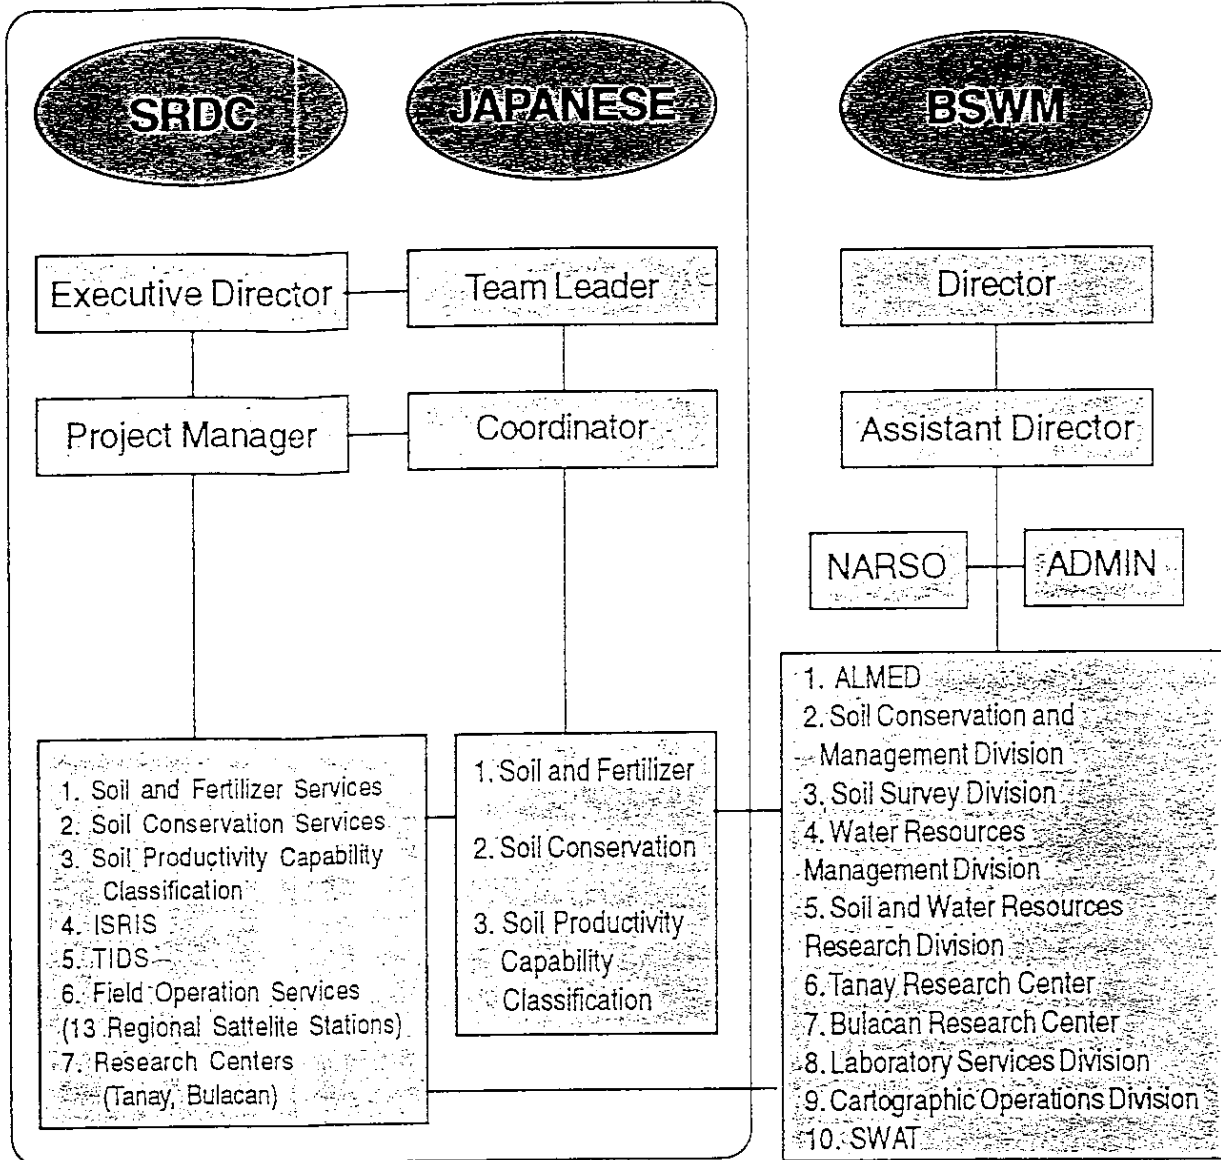 SRDC
JAPANESE
BSWM
Executive Director
Team Leader
Director
Project Manager
Coordinator
Assistant Director
NARSO
ADMIN
1. Soil and Fertilizer Services
2. Soil Conservation Services
3. Soil Productivity Capability
Classification
4. ISRIS
5. TIDS
6. Field Operation Services
(13 Regional Sattelite Stations)
7. Research Centers
(Tanay, Bulacan)
1. Soil and Fertilizer
2. Soil Conservation
3. Soil Productivity
Capability
Classification
1. ALMED
2. Soil Conservation and
Management Division
3. Soil Survey Division
4. Water Resources
Management Division
5. Soil and Water Resources
Research Division
6. Tanay Research Center
7. Bulacan Research Center
8. Laboratory Services Division
9. Cartographic Operations Division
10. SWAT